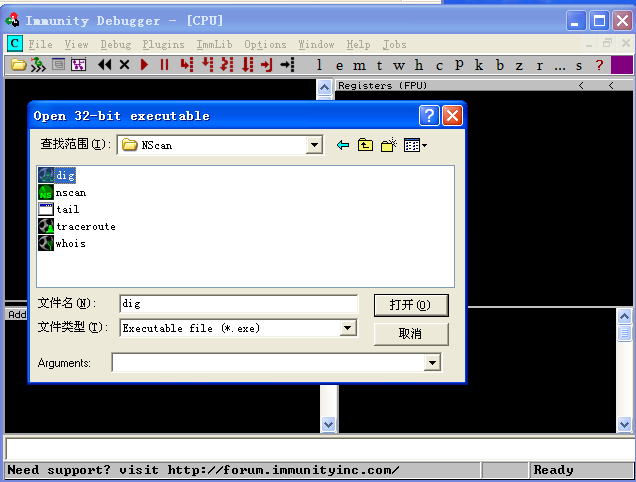 Immunity Debugger - [CPU]
C File View Debug Plugins ImmLib Options Window Help Jobs
l e m t w h c P k b z r ... s ?
Registers (FPU) < <
Open 32-bit executable
查找范围(I): NScan
dig
nscan
tail
traceroute
whois
文件名(N): dig 打开(O)
文件类型(T): Executable file (*.exe) 取消
Arguments:
Add
Need support? visit http://forum.immunityinc.com/ Ready